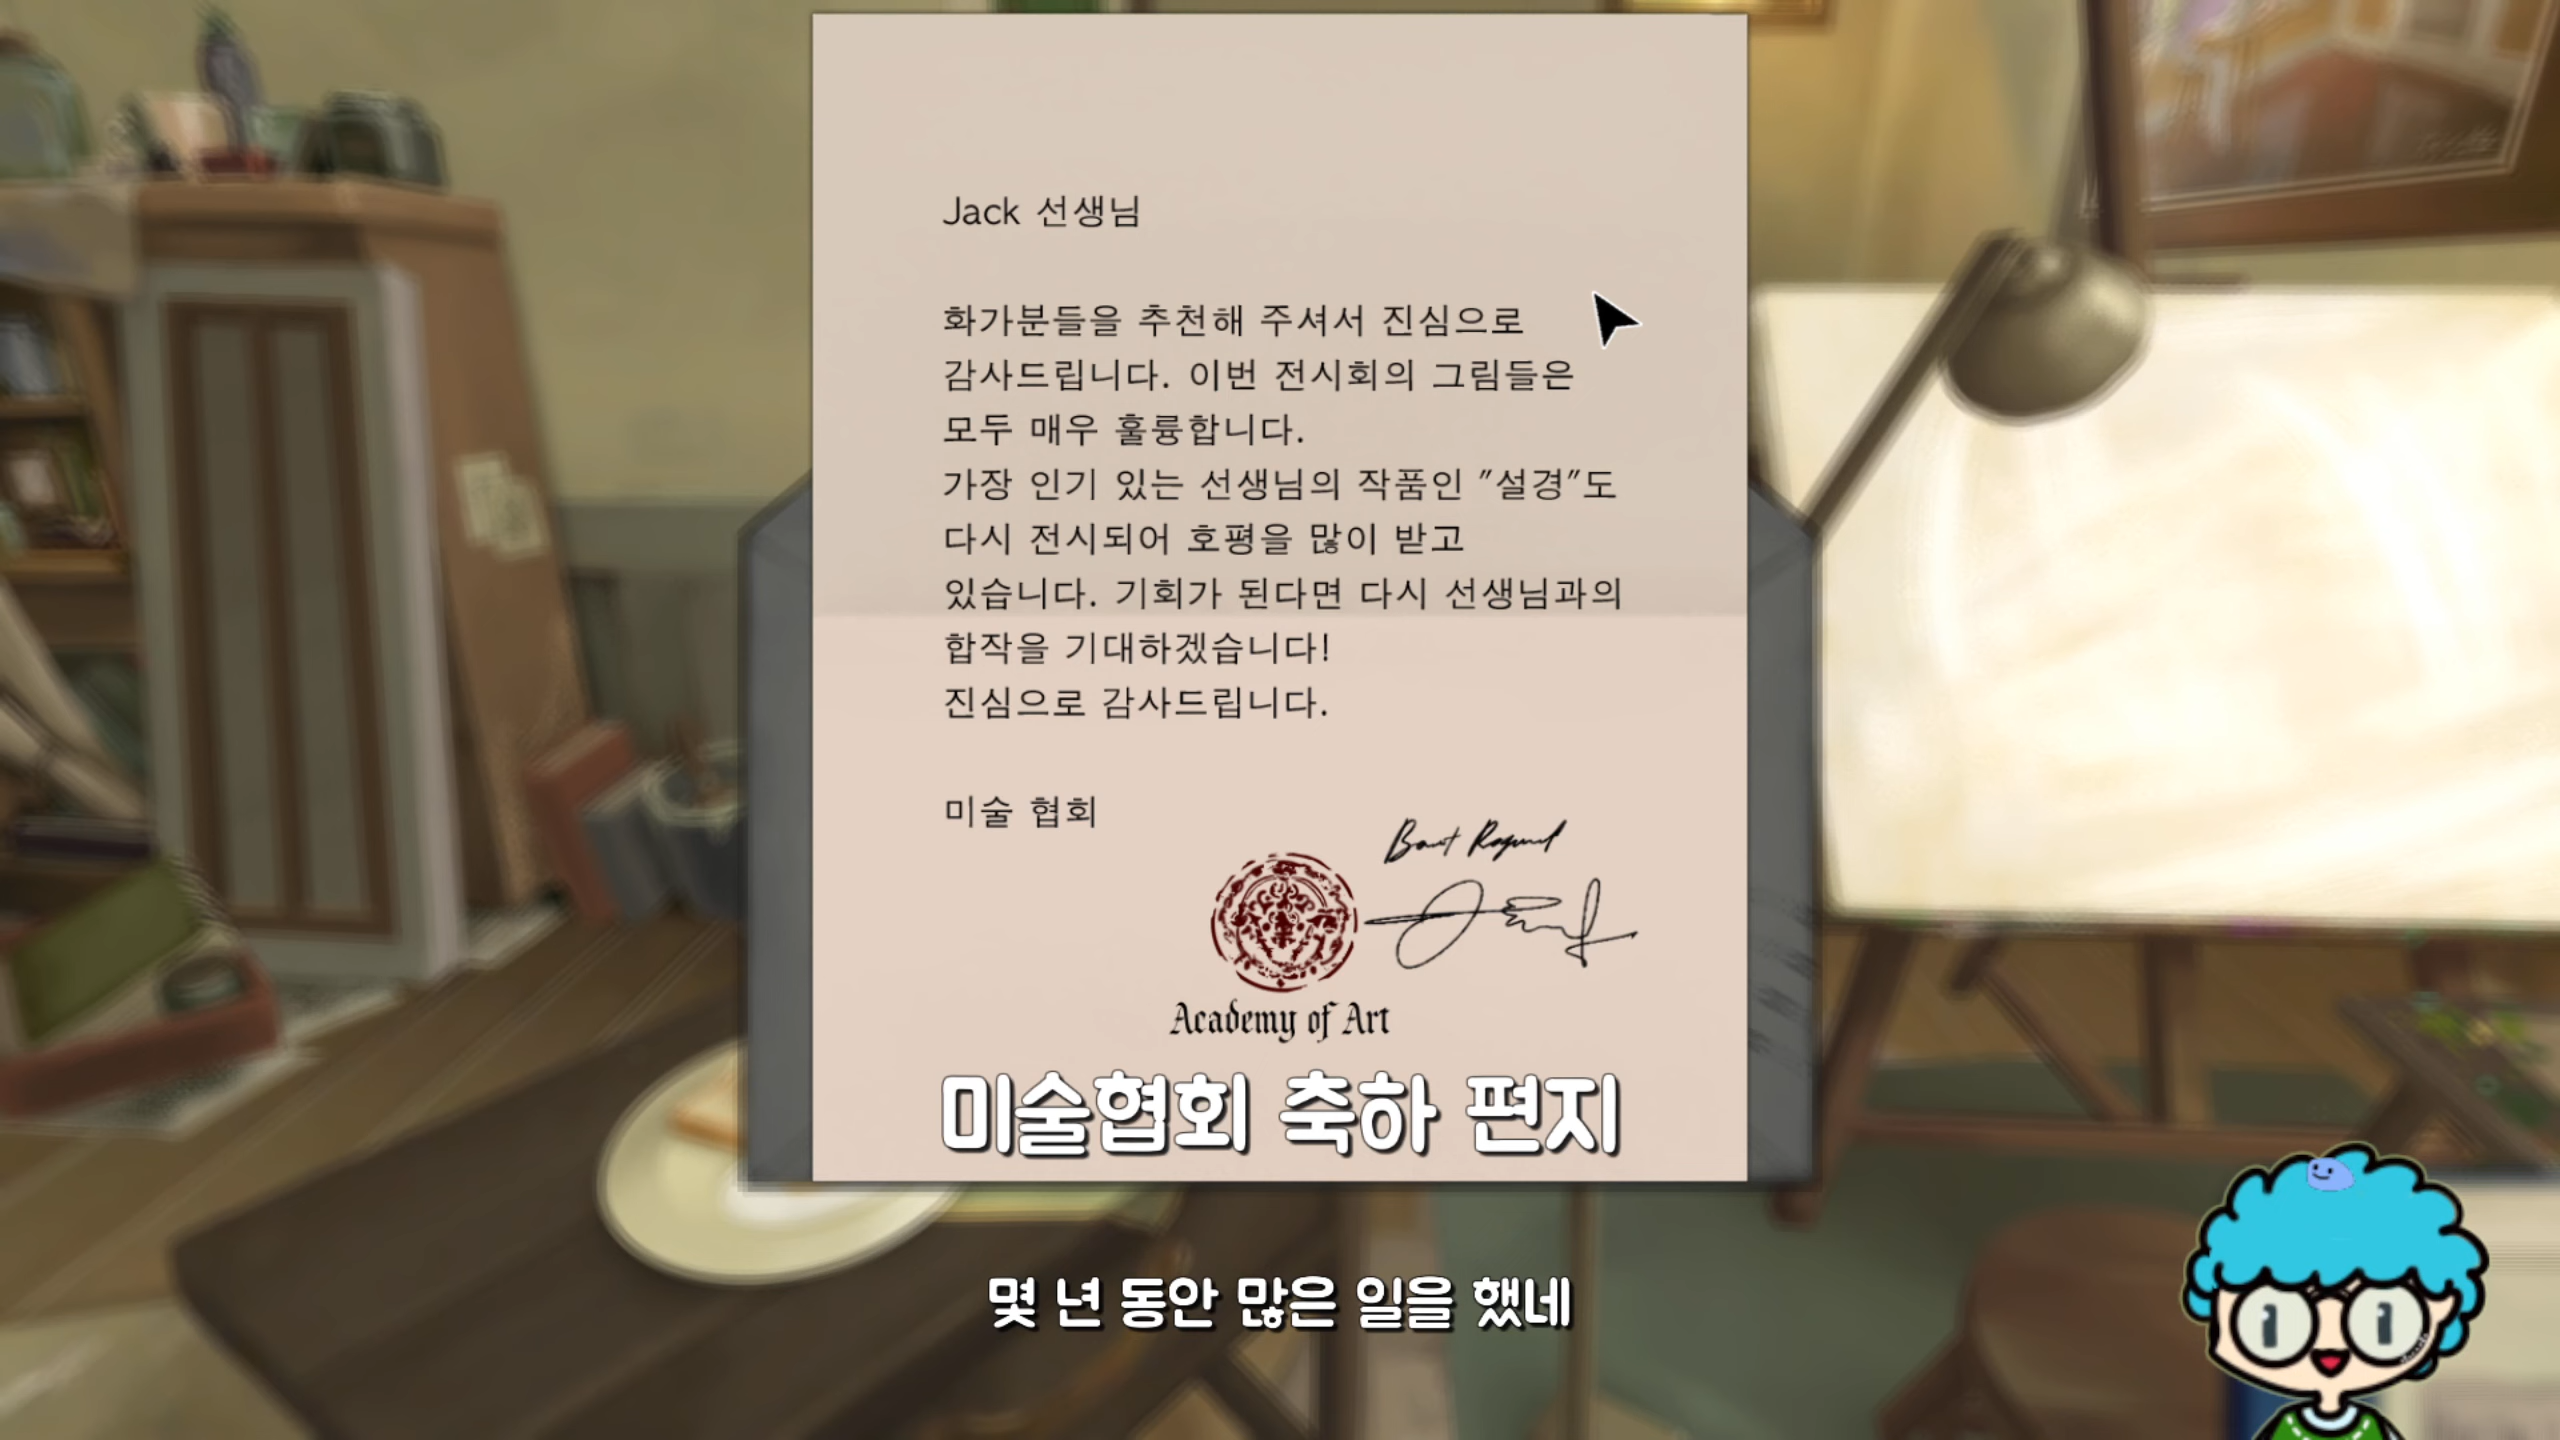 Jack 선생님
화가분들을 추천해 주셔서 진심으로
감사드립니다. 이번 전시회의 그림들은
모두 매우 훌륭합니다.
가장 인기 있는 선생님의 작품인 "설경"도
다시 전시되어 호평을 많이 받고
있습니다. 기회가 된다면 다시 선생님과의
합작을 기대하겠습니다!
진심으로 감사드립니다.
미술 협회
Academy of Art
미술협회 축하 편지
몇 년 동안 많은 일을 했네